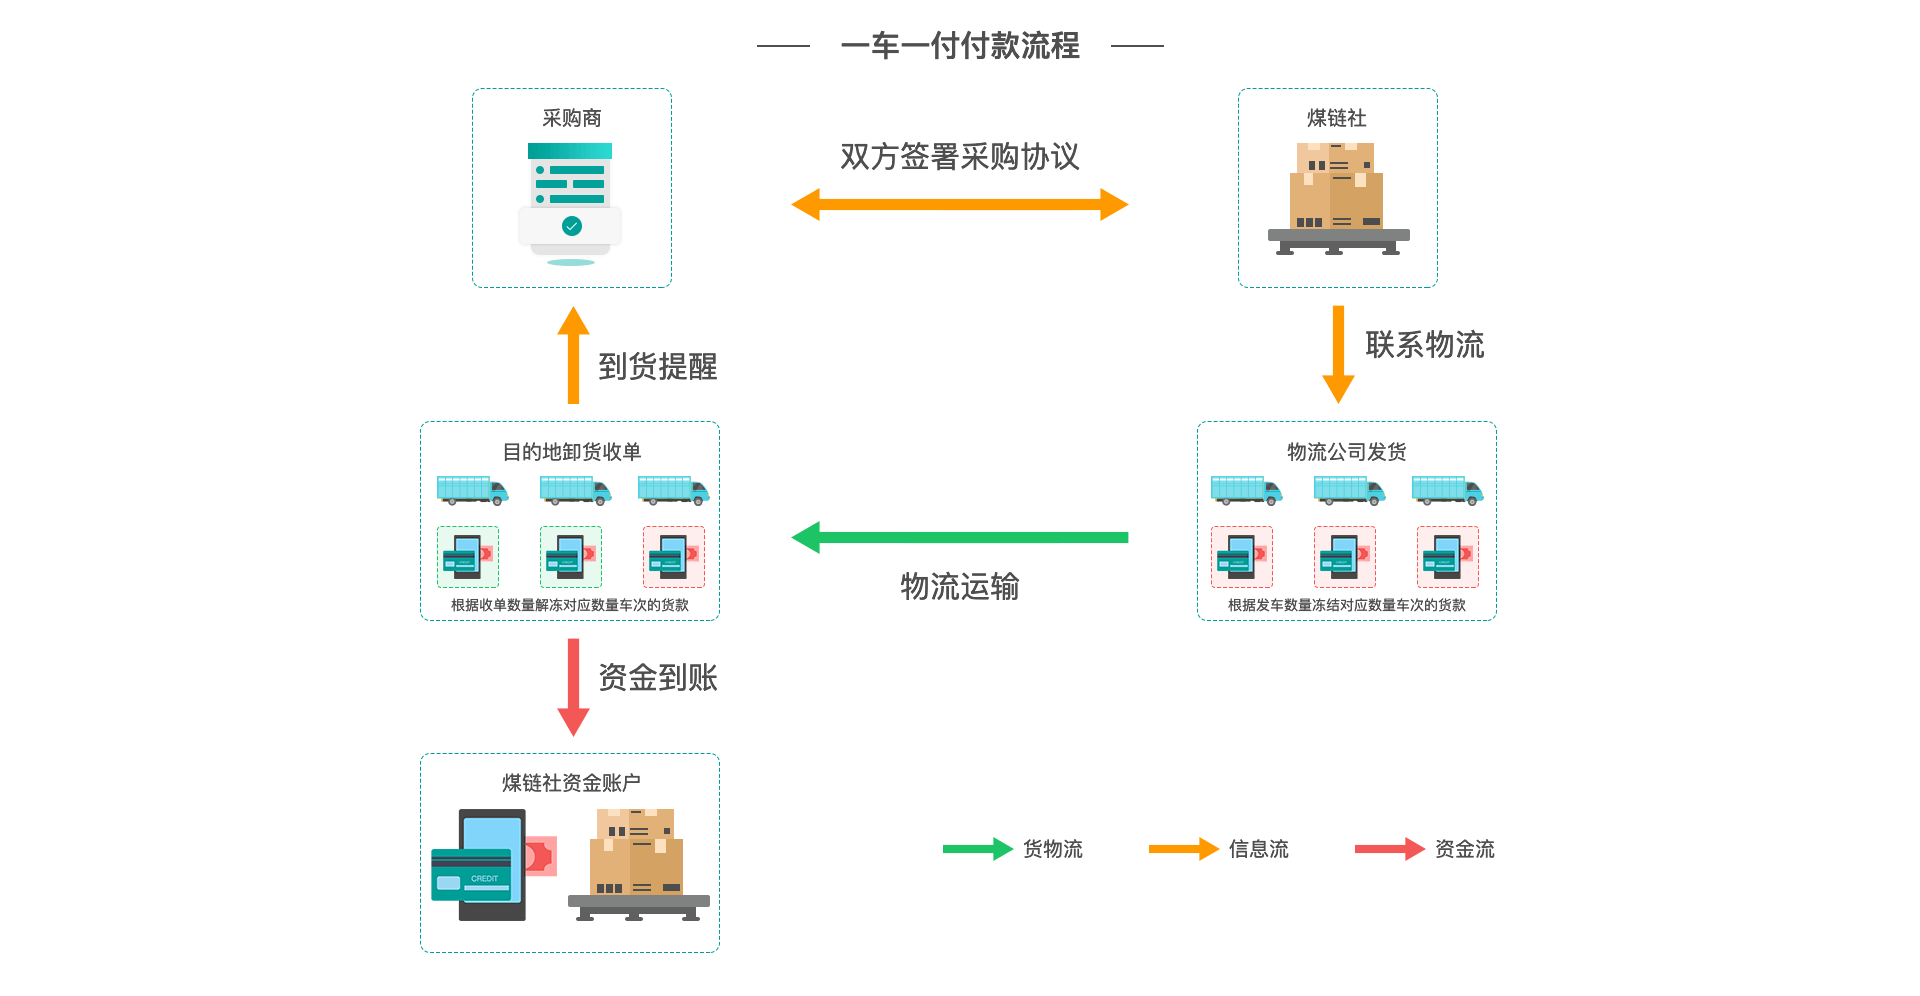 一车一付付款流程
采购商
双方签署采购协议
煤链社
到货提醒
联系物流
目的地卸货收单
根据收单数量解冻对应数量车次的货款
物流运输
物流公司发货
根据发车数量冻结对应数量车次的货款
资金到账
煤链社资金账户
CREDIT
货物流
信息流
资金流